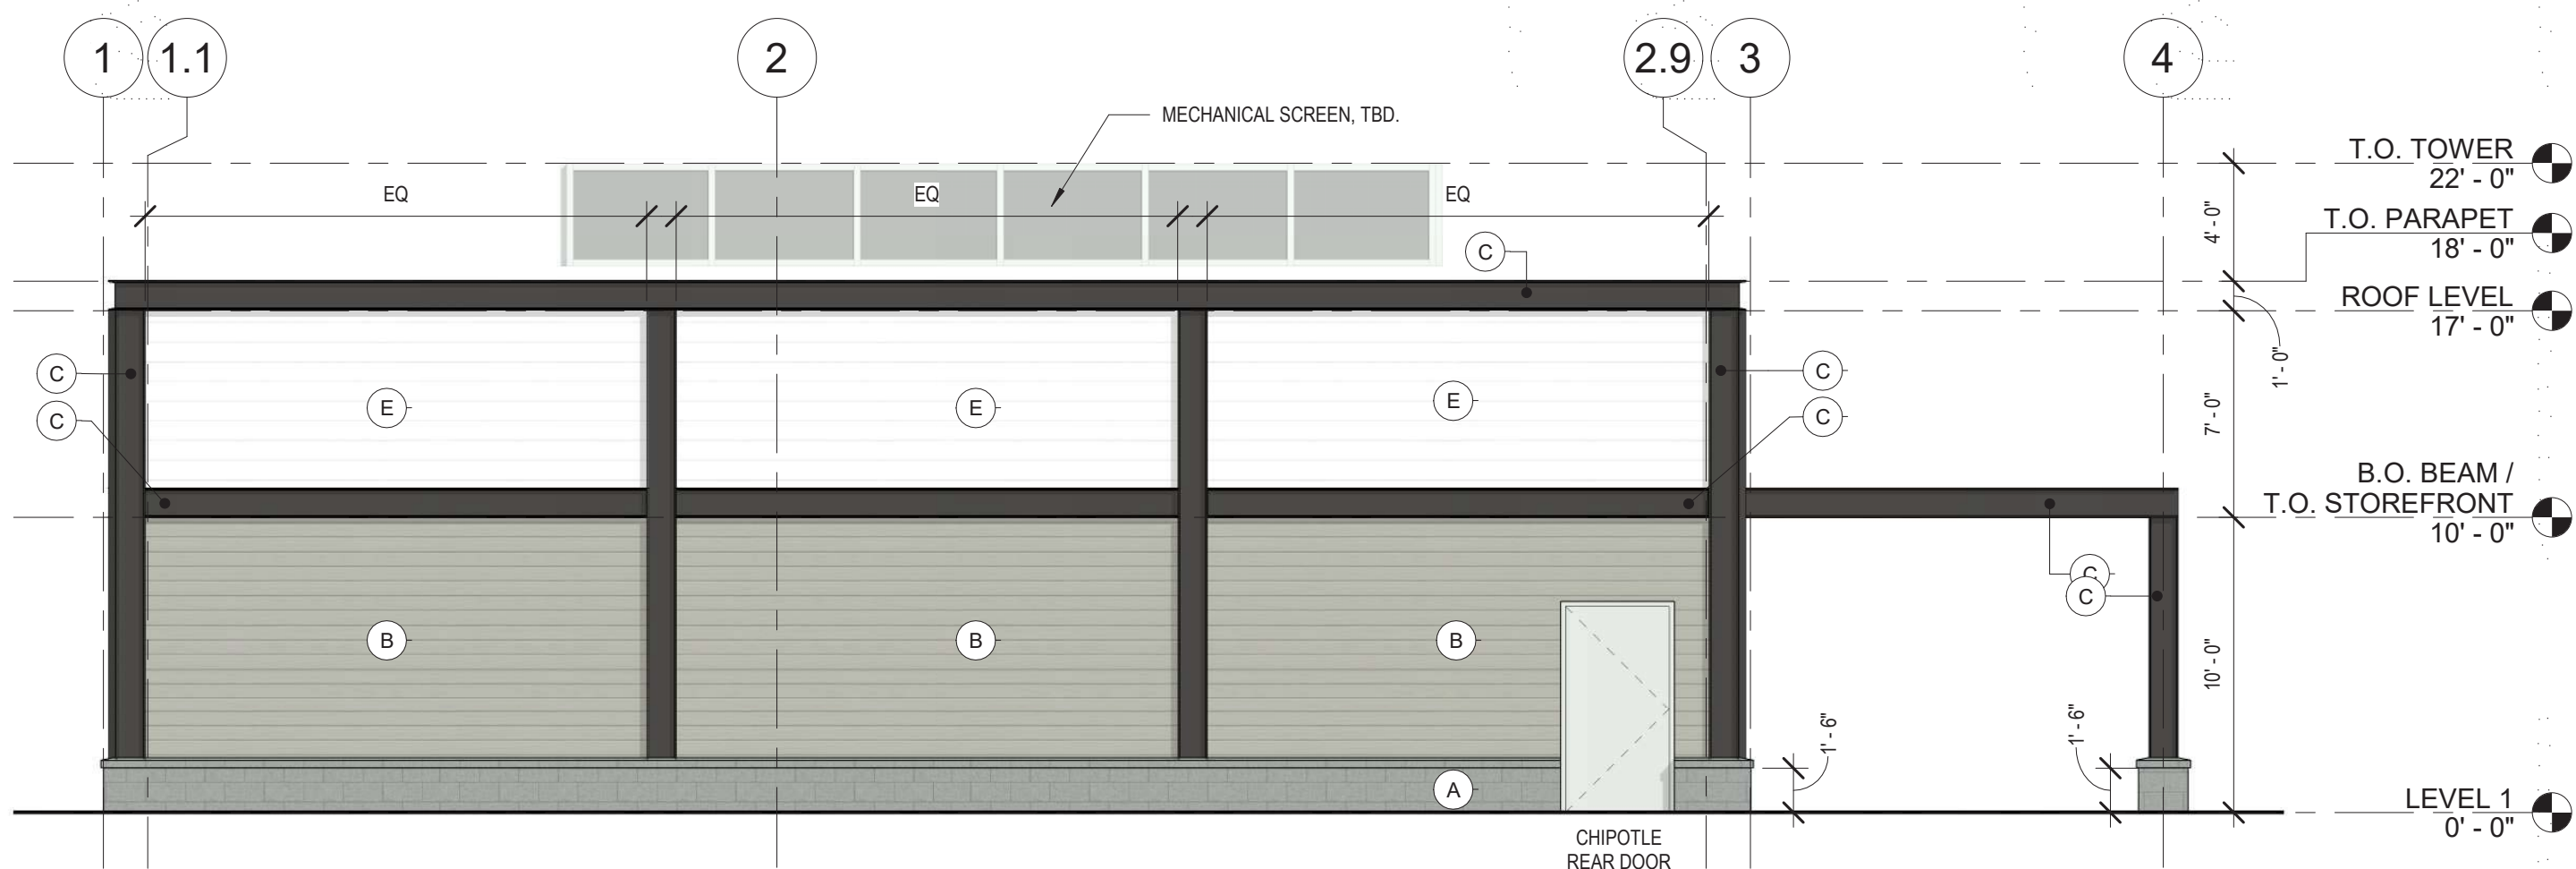 1
1.1
2
2.9
3
4
MECHANICAL SCREEN, TBD.
T.O. TOWER
22' - 0"
EQ
EQ
EQ
4' - 0"
T.O. PARAPET
18' - 0"
C
ROOF LEVEL
17' - 0"
1' - 0"
C
C
E
E
E
C
C
7' - 0"
B.O. BEAM /
T.O. STOREFRONT
10' - 0"
C
C
B
B
B
10' - 0"
1' - 6"
1' - 6"
A
LEVEL 1
0' - 0"
CHIPOTLE
REAR DOOR